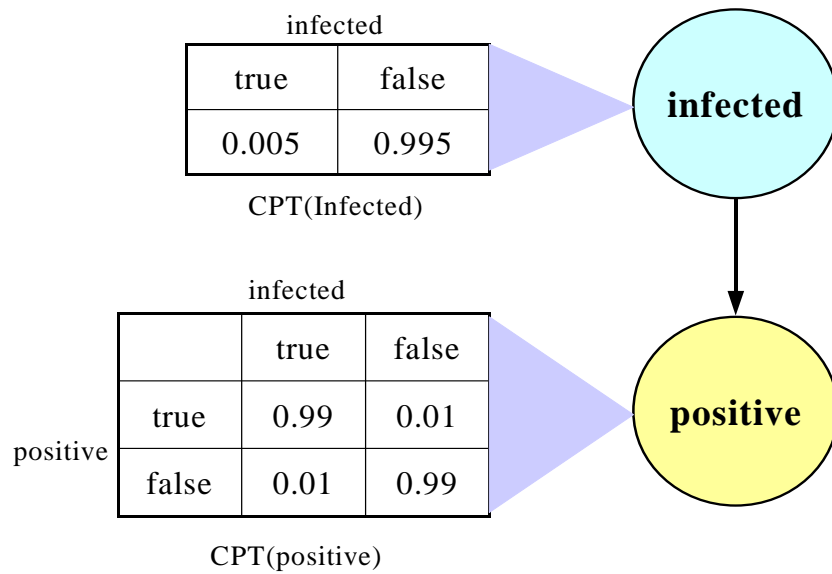 infected
true false
0.005 0.995
CPT(Infected)
infected
infected
true false
true 0.99 0.01
positive
false 0.01 0.99
CPT(positive)
positive